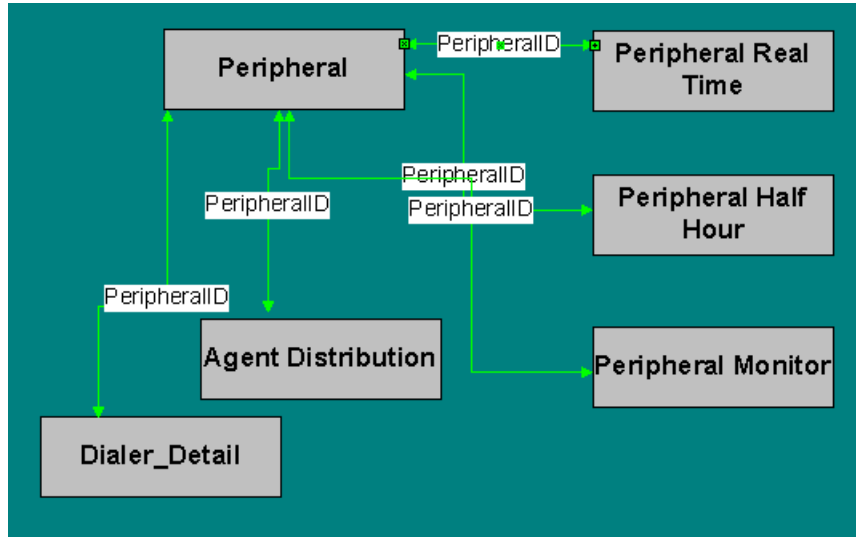 Peripheral
PeripheralID
Peripheral Real
Time
PeripheralID
PeripheralID
PeripheralID
Peripheral Half
Hour
PeripheralID
Agent Distribution
Peripheral Monitor
Dialer_Detail